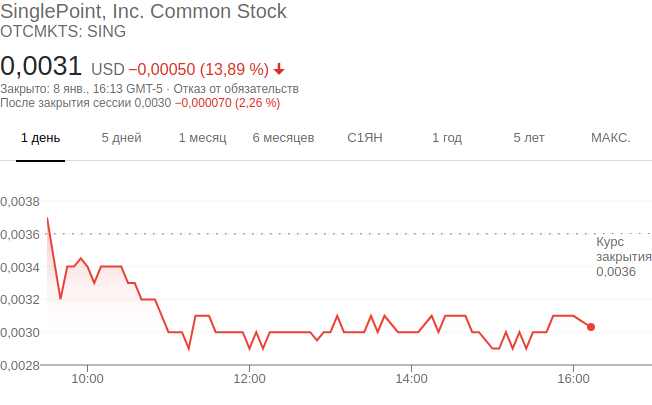 SinglePoint, Inc. Common Stock
OTCMKTS: SING
0,0031 USD −0,00050 (13,89 %)
Закрыто: 8 янв., 16:13 GMT-5 · Отказ от обязательств
После закрытия сессии 0,0030 −0,000070 (2,26 %)
1 день 5 дней 1 месяц 6 месяцев С1ЯН 1 год 5 лет МАКС.
0,0038
0,0036
Курс
закрытия
0,0036
0,0034
0,0032
0,0030
0,0028
10:00 12:00 14:00 16:00